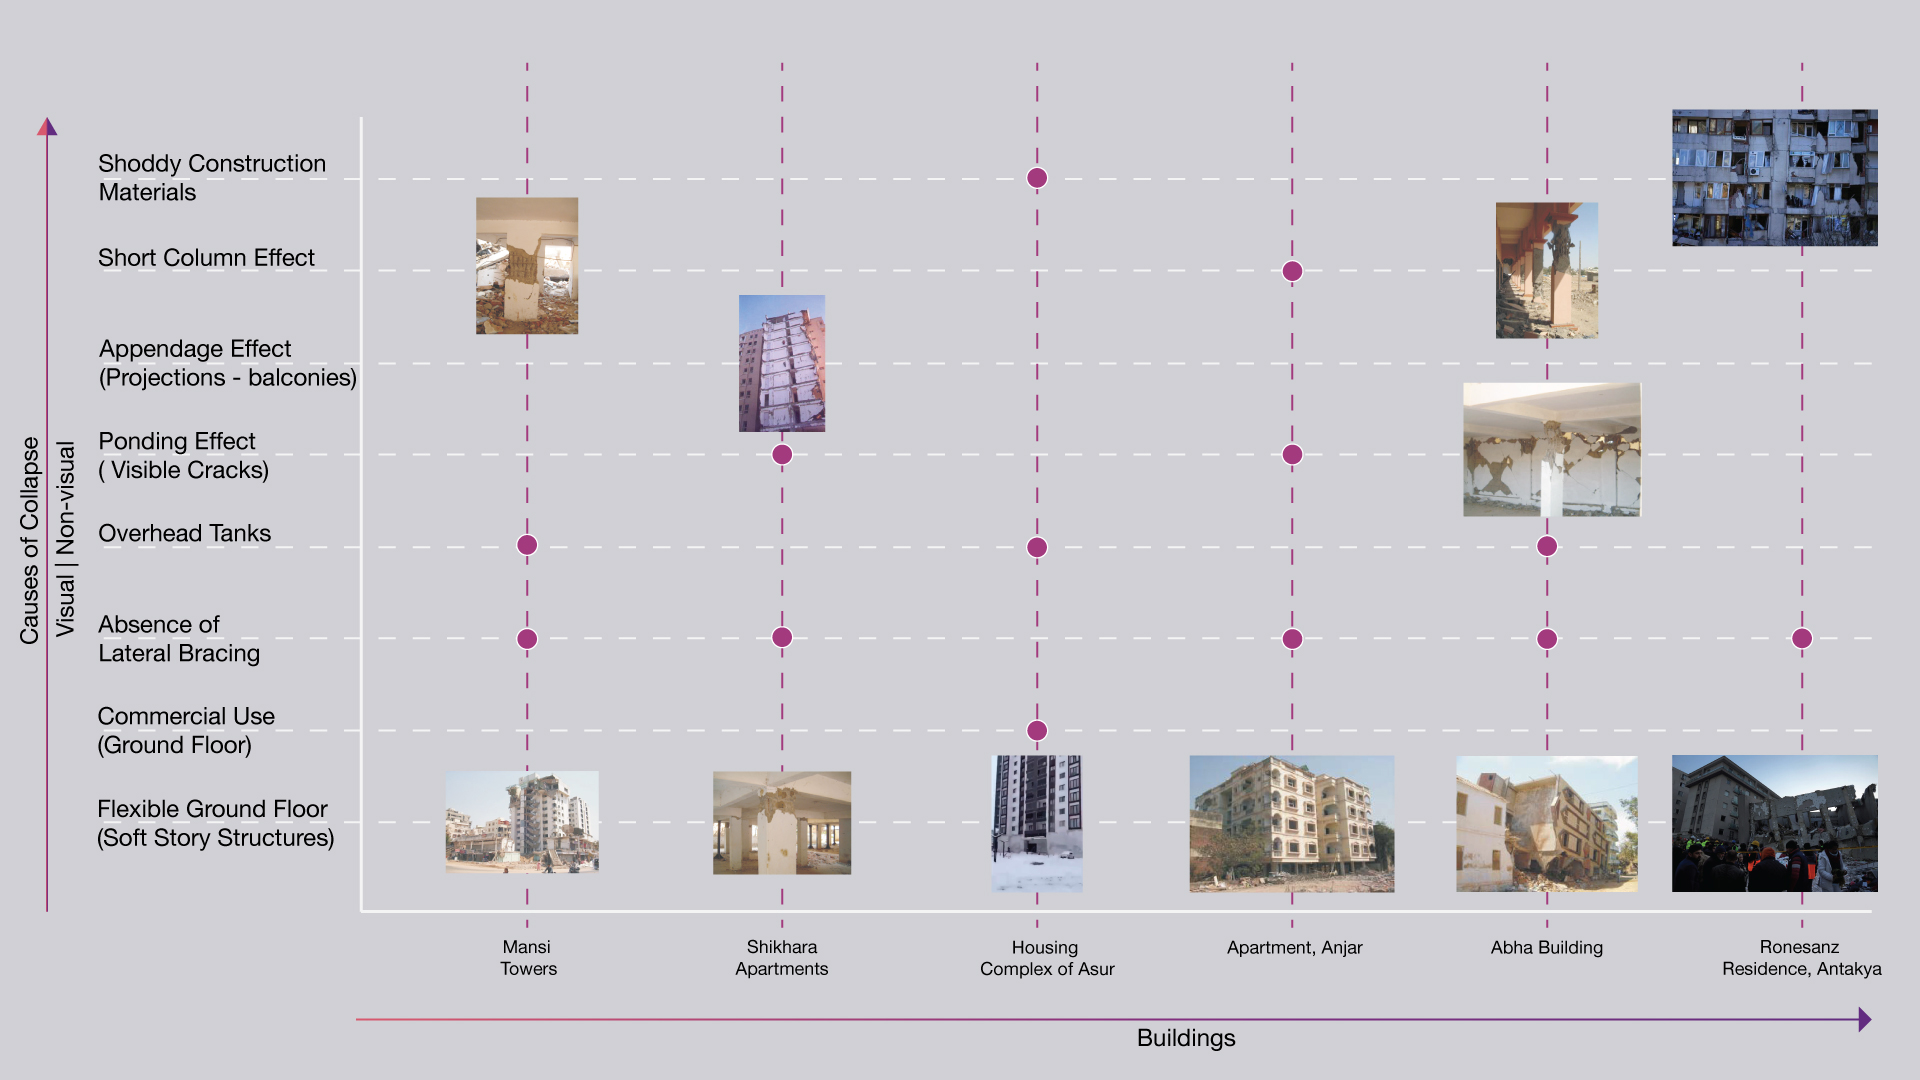 Shoddy Construction
Materials
Short Column Effect
Appendage Effect
(Projections - balconies)
Ponding Effect
( Visible Cracks)
Overhead Tanks
Absence of
Lateral Bracing
Commercial Use
(Ground Floor)
Flexible Ground Floor
(Soft Story Structures)
Causes of Collapse
Visual | Non-visual
Mansi
Towers
Shikhara
Apartments
Housing
Complex of Asur
Apartment, Anjar
Abha Building
Ronesanz
Residence, Antakya
Buildings